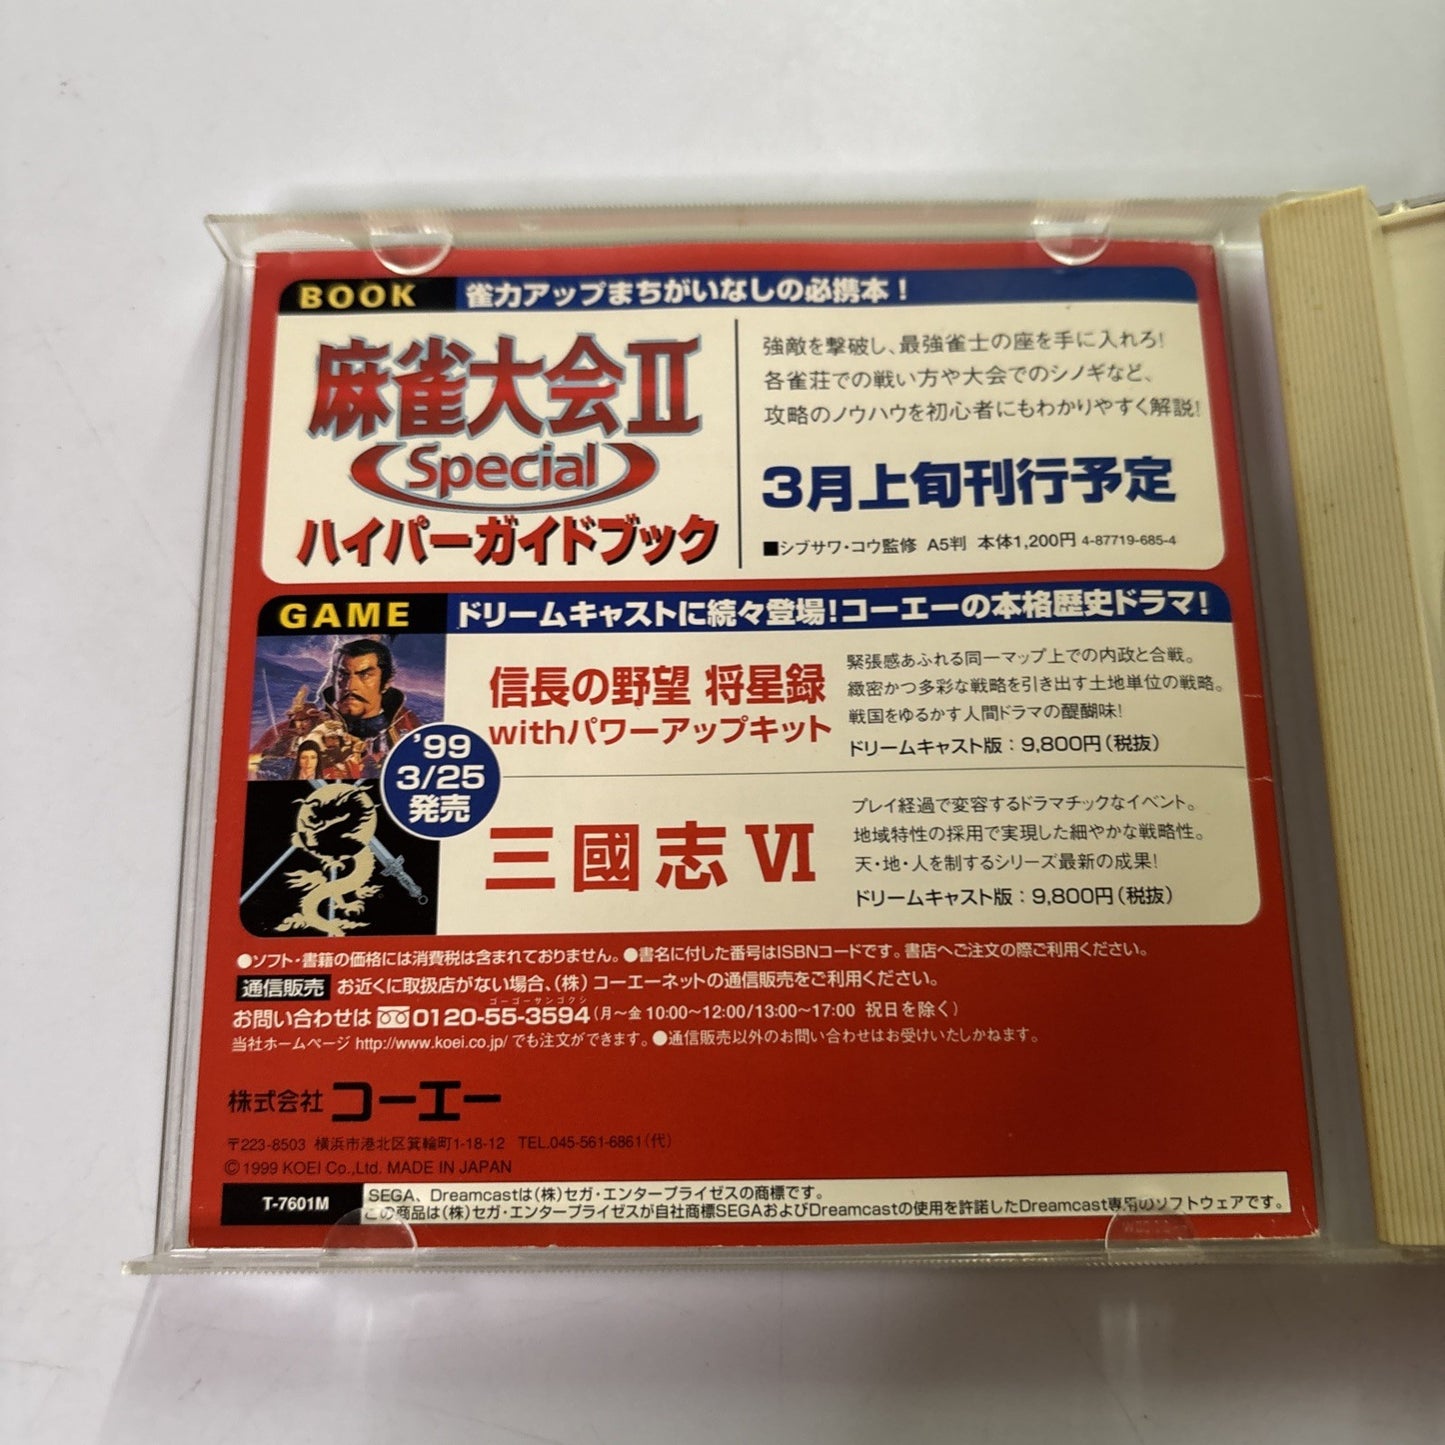 BOOK 雀力アップまちがいなしの必携本！
麻雀大会Ⅱ
Special
ハイパーガイドブック
強敵を撃破し、最強雀士の座を手に入れろ！
各雀荘での戦い方や大会でのシノギなど、
攻略のノウハウを初心者にもわかりやすく解説！
3月上旬刊行予定
■シブサワ・コウ監修 A5判 本体1,200円 4-87719-685-4
GAME ドリームキャストに続々登場！コーエーの本格歴史ドラマ！
信長の野望 将星録
withパワーアップキット
緊張感あふれる同一マップ上での内政と合戦。
緻密かつ多彩な戦略を引き出す土地単位の戦略。
戦国をゆるがす人間ドラマの醍醐味！
ドリームキャスト版：9,800円（税抜）
'99
3/25
発売
三國志Ⅵ
プレイ経過で変容するドラマチックなイベント。
地域特性の採用で実現した細やかな戦略性。
天・地・人を制するシリーズ最新の成果！
ドリームキャスト版：9,800円（税抜）
●ソフト・書籍の価格には消費税は含まれておりません。●書名に付した番号はISBNコードです。書店へご注文の際ご利用ください。
通信販売 お近くに取扱店がない場合、（株）コーエーネットの通信販売をご利用ください。
ゴーゴーサンゴクシ
お問い合わせは 0120-55-3594（月〜金 10:00〜12:00/13:00〜17:00 祝日を除く）
当社ホームページ http://www.koei.co.jp/ でも注文ができます。●通信販売以外のお問い合わせはお受けいたしかねます。
株式会社 コーエー
〒223-8503 横浜市港北区箕輪町1-18-12 TEL.045-561-6861（代）
©1999 KOEI Co.,Ltd. MADE IN JAPAN
T-7601M
SEGA、Dreamcastは（株）セガ・エンタープライゼスの商標です。
この商品は（株）セガ・エンタープライゼスが自社商標SEGAおよびDreamcastの使用を許諾したDreamcast専用のソフトウェアです。